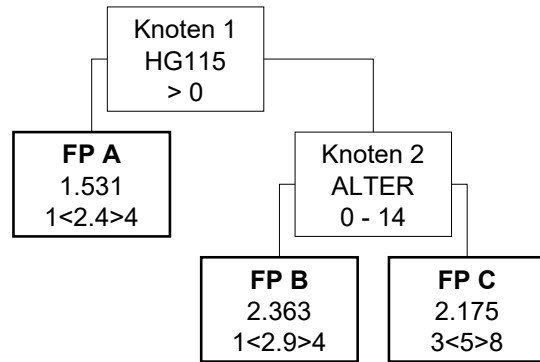 Knoten 1
HG115
> 0
FP A
1.531
1<2.4>4
Knoten 2
ALTER
0 - 14
FP B
2.363
1<2.9>4
FP C
2.175
3<5>8